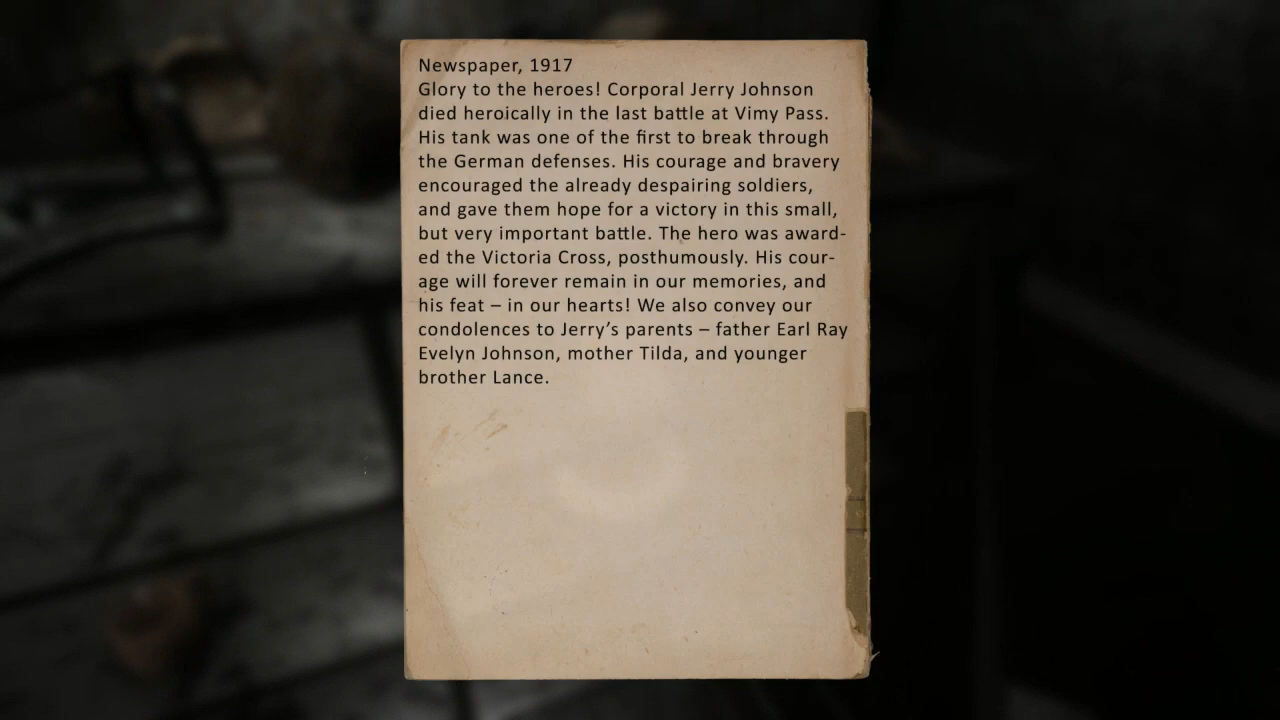 Newspaper, 1917
Glory to the heroes! Corporal Jerry Johnson
died heroically in the last battle at Vimy Pass.
His tank was one of the first to break through
the German defenses. His courage and bravery
encouraged the already despairing soldiers,
and gave them hope for a victory in this small,
but very important battle. The hero was award-
ed the Victoria Cross, posthumously. His cour-
age will forever remain in our memories, and
his feat – in our hearts! We also convey our
condolences to Jerry’s parents – father Earl Ray
Evelyn Johnson, mother Tilda, and younger
brother Lance.